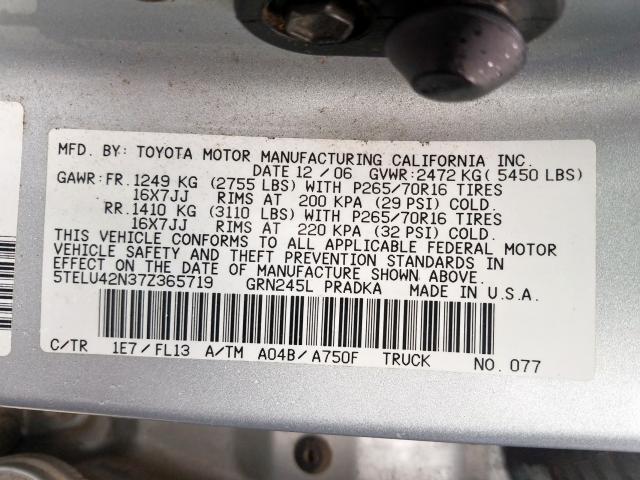 MFD. BY: TOYOTA MOTOR MANUFACTURING CALIFORNIA INC.
DATE 12/06 GVWR: 2472 KG( 5450 LBS)
GAWR: FR. 1249 KG (2755 LBS) WITH P265/70R16 TIRES
16X7JJ RIMS AT 200 KPA (29 PSI) COLD.
RR. 1410 KG (3110 LBS) WITH P265/70R16 TIRES
16X7JJ RIMS AT 220 KPA (32 PSI) COLD.
THIS VEHICLE CONFORMS TO ALL APPLICABLE FEDERAL MOTOR
VEHICLE SAFETY AND THEFT PREVENTION STANDARDS IN
EFFECT ON THE DATE OF MANUFACTURE SHOWN ABOVE.
5TELU42N37Z365719 GRN245L PRADKA MADE IN U.S.A.
C/TR 1E7/FL13 A/TM A04B/A750F TRUCK NO. 077